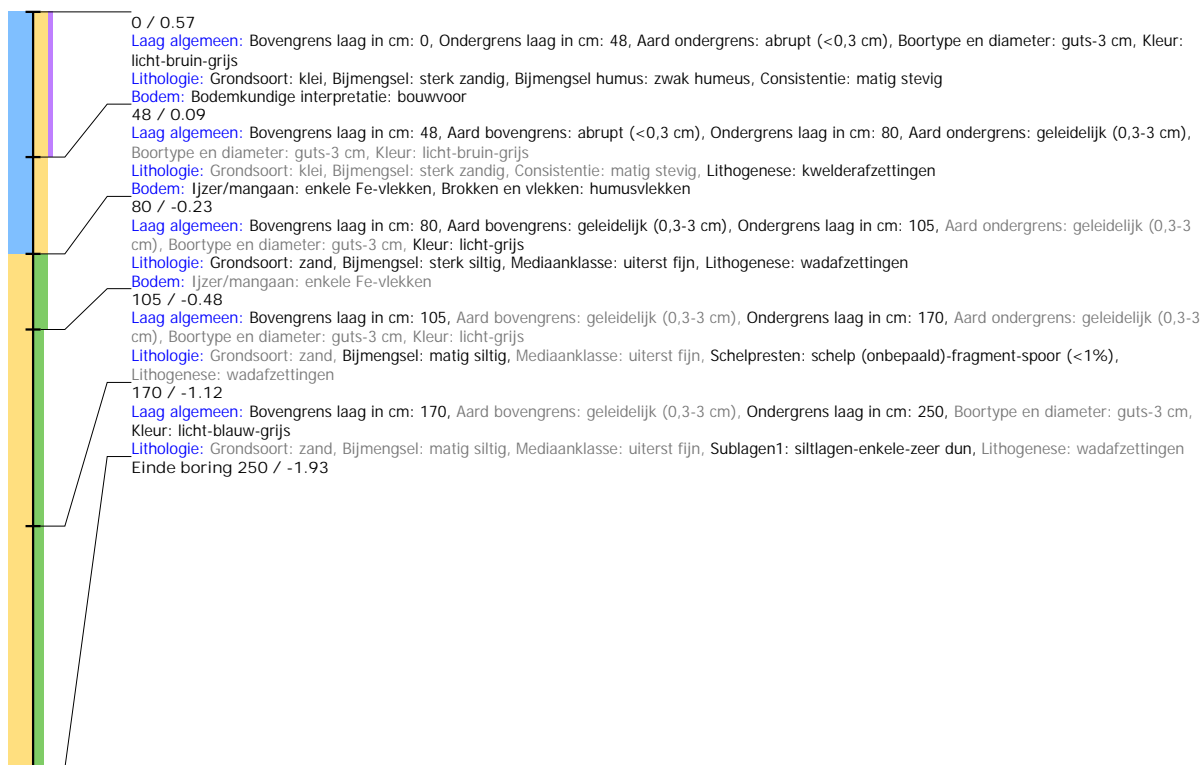 0 / 0.57
Laag algemeen: Bovengrens laag in cm: 0, Ondergrens laag in cm: 48, Aard ondergrens: abrupt (<0,3 cm), Boortype en diameter: guts-3 cm, Kleur:
licht-bruin-grijs
Lithologie: Grondsoort: klei, Bijmengsel: sterk zandig, Bijmengsel humus: zwak humeus, Consistentie: matig stevig
Bodem: Bodemkundige interpretatie: bouwvoor
48 / 0.09
Laag algemeen: Bovengrens laag in cm: 48, Aard bovengrens: abrupt (<0,3 cm), Ondergrens laag in cm: 80, Aard ondergrens: geleidelijk (0,3-3 cm),
Boortype en diameter: guts-3 cm, Kleur: licht-bruin-grijs
Lithologie: Grondsoort: klei, Bijmengsel: sterk zandig, Consistentie: matig stevig, Lithogenese: kwelderafzettingen
Bodem: Ijzer/mangaan: enkele Fe-vlekken, Brokken en vlekken: humusvlekken
80 / -0.23
Laag algemeen: Bovengrens laag in cm: 80, Aard bovengrens: geleidelijk (0,3-3 cm), Ondergrens laag in cm: 105, Aard ondergrens: geleidelijk (0,3-3
cm), Boortype en diameter: guts-3 cm, Kleur: licht-grijs
Lithologie: Grondsoort: zand, Bijmengsel: sterk siltig, Mediaanklasse: uiterst fijn, Lithogenese: wadafzettingen
Bodem: Ijzer/mangaan: enkele Fe-vlekken
105 / -0.48
Laag algemeen: Bovengrens laag in cm: 105, Aard bovengrens: geleidelijk (0,3-3 cm), Ondergrens laag in cm: 170, Aard ondergrens: geleidelijk (0,3-3
cm), Boortype en diameter: guts-3 cm, Kleur: licht-grijs
Lithologie: Grondsoort: zand, Bijmengsel: matig siltig, Mediaanklasse: uiterst fijn, Schelpresten: schelp (onbepaald)-fragment-spoor (<1%),
Lithogenese: wadafzettingen
170 / -1.12
Laag algemeen: Bovengrens laag in cm: 170, Aard bovengrens: geleidelijk (0,3-3 cm), Ondergrens laag in cm: 250, Boortype en diameter: guts-3 cm,
Kleur: licht-blauw-grijs
Lithologie: Grondsoort: zand, Bijmengsel: matig siltig, Mediaanklasse: uiterst fijn, Sublagen1: siltlagen-enkele-zeer dun, Lithogenese: wadafzettingen
Einde boring 250 / -1.93